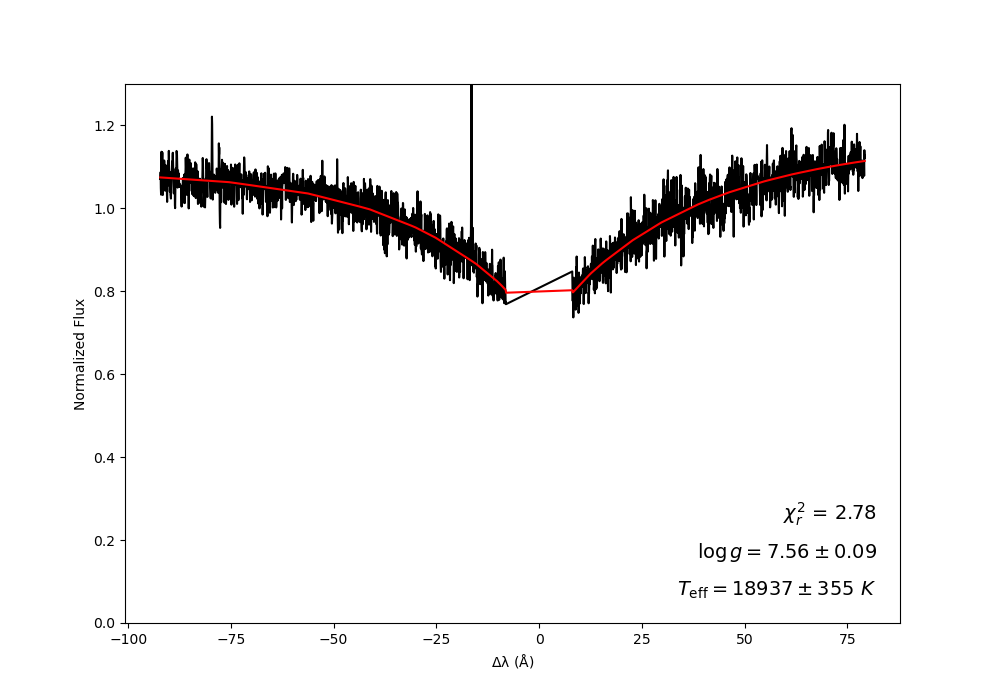 1.2
1.0
0.8
0.6
0.4
0.2
0.0
Normalized Flux
χ²ᵣ = 2.78
log g = 7.56 ± 0.09
T_eff = 18937 ± 355 K
−100 −75 −50 −25 0 25 50 75
Δλ (Å)